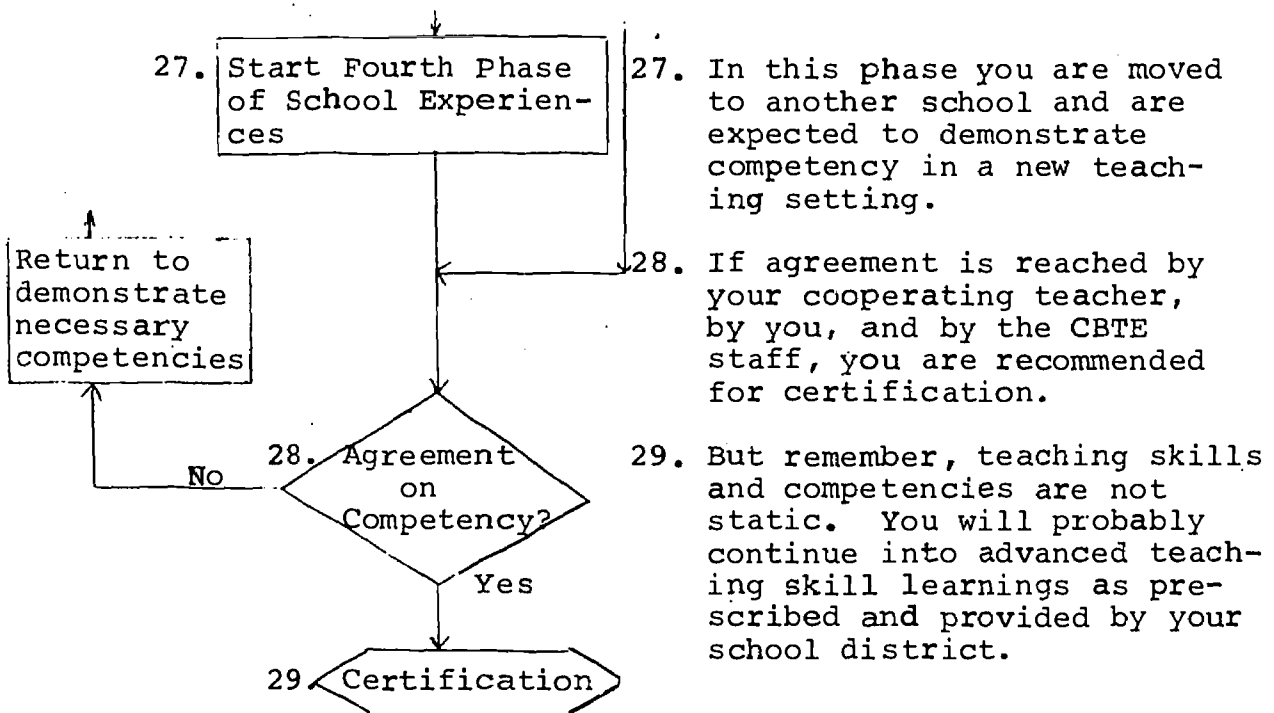 27. Start Fourth Phase
of School Experien-
ces
Return to
demonstrate
necessary
competencies
No
28. Agreement
on
Competency?
Yes
29 Certification
27. In this phase you are moved
to another school and are
expected to demonstrate
competency in a new teach-
ing setting.
28. If agreement is reached by
your cooperating teacher,
by you, and by the CBTE
staff, you are recommended
for certification.
29. But remember, teaching skills
and competencies are not
static. You will probably
continue into advanced teach-
ing skill learnings as pre-
scribed and provided by your
school district.